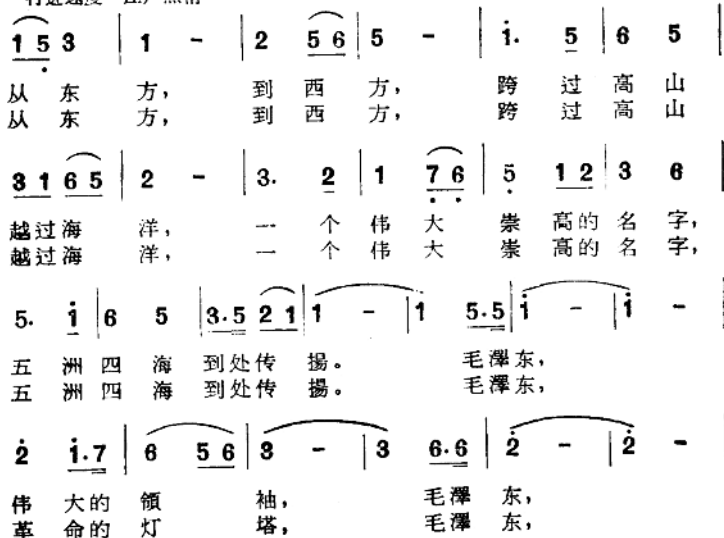 1 5 3 | 1 - | 2 5 6 | 5 - | i. 5 | 6 5 |
从 东 方， 到 西 方， 跨 过 高 山
从 东 方， 到 西 方， 跨 过 高 山
3 1 6 5 | 2 - | 3. 2 | 1 7 6 | 5 1 2 | 3 6 |
越过海 洋， 一 个 伟 大 崇 高的 名 字，
越过海 洋， 一 个 伟 大 崇 高的 名 字，
5. i | 6 5 | 3.5 2 1 | 1 - | 1 5.5 | i - | i - |
五 洲 四 海 到处传 揚。 毛澤东，
五 洲 四 海 到处传 揚。 毛澤东，
2 i.7 | 6 5 6 | 3 - | 3 6.6 | 2 - | 2 -
伟 大的 領 袖， 毛澤 东，
革 命的 灯 塔， 毛澤 东，